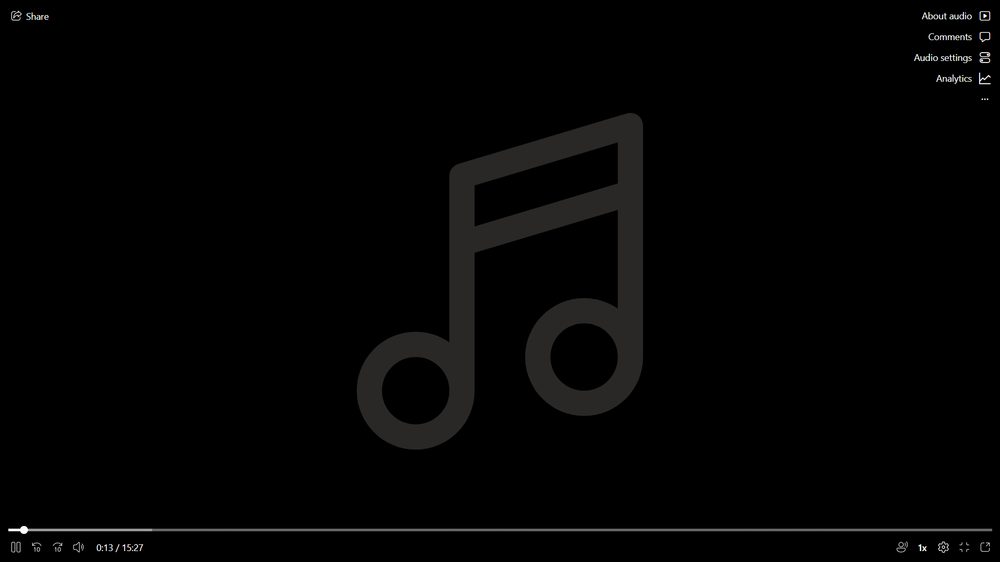 Share
About audio
Comments
Audio settings
Analytics
...
10
10
0:13 / 15:27
1x